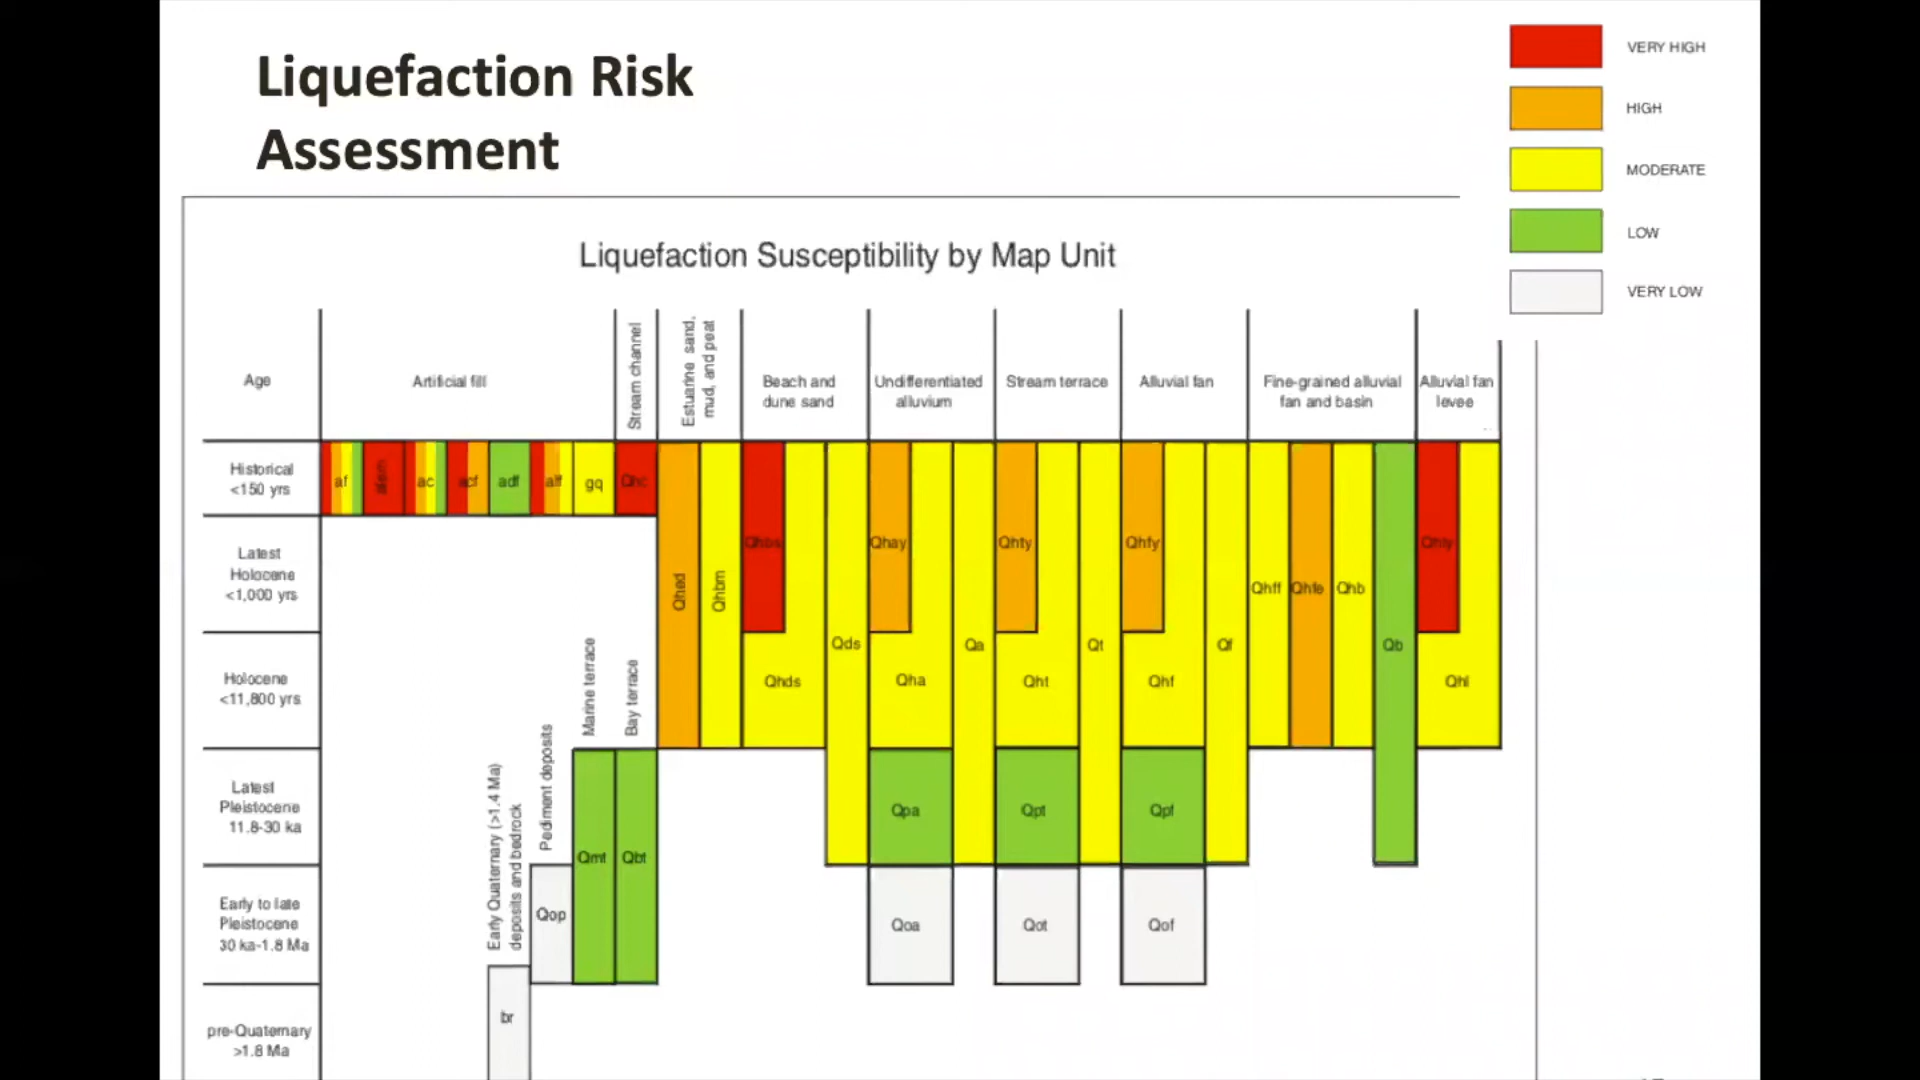 Liquefaction Risk
Assessment
VERY HIGH
HIGH
MODERATE
LOW
VERY LOW
Liquefaction Susceptibility by Map Unit
Age
Artificial fill
Stream channel
Estuarine sand,
mud, and peat
Beach and
dune sand
Undifferentiated
alluvium
Stream terrace
Alluvial fan
Fine-grained alluvial
fan and basin
Alluvial fan
levee
Historical
<150 yrs
af
afem
ac
acf
adf
alf
gq
Qhc
Latest
Holocene
<1,000 yrs
Qhed
Qhbm
Qhbs
Qhay
Qhty
Qhfy
Qhff
Qhfe
Qhb
Qhly
Holocene
<11,800 yrs
Qhds
Qds
Qha
Qa
Qht
Qt
Qhf
Qf
Qb
Qhl
Marine terrace
Bay terrace
Pediment deposits
Early Quaternary (>1.4 Ma)
deposits and bedrock
Latest
Pleistocene
11.8-30 ka
Qmt
Qbt
Qpa
Qpt
Qpf
Early to late
Pleistocene
30 ka-1.8 Ma
Qop
Qoa
Qot
Qof
pre-Quaternary
>1.8 Ma
br